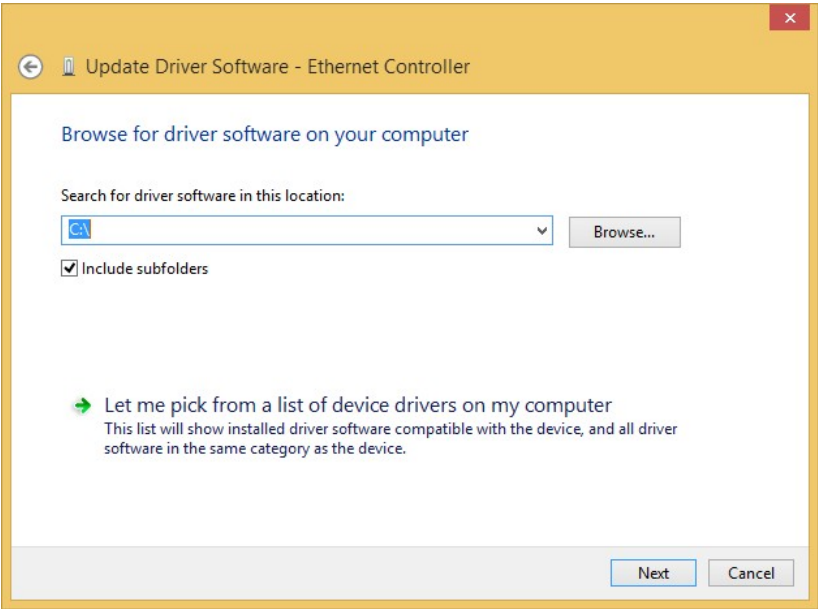 Update Driver Software - Ethernet Controller
Browse for driver software on your computer
Search for driver software in this location:
C:\
Browse...
Include subfolders
Let me pick from a list of device drivers on my computer
This list will show installed driver software compatible with the device, and all driver
software in the same category as the device.
Next
Cancel